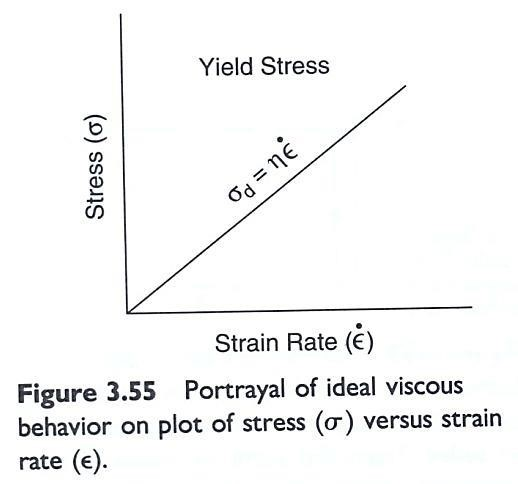 Yield Stress
σd = ηϵ̇
Stress (σ)
Strain Rate (ϵ̇)
Figure 3.55 Portrayal of ideal viscous
behavior on plot of stress (σ) versus strain
rate (ϵ).